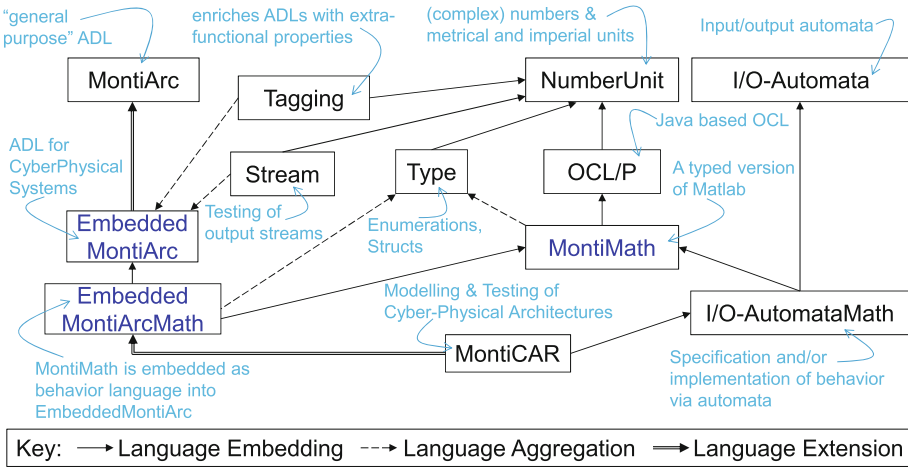 “general
purpose” ADL
enriches ADLs with extra-
functional properties
(complex) numbers &
metrical and imperial units
Input/output automata
MontiArc
Tagging
NumberUnit
I/O-Automata
ADL for
CyberPhysical
Systems
Java based OCL
Stream
Type
OCL/P
A typed version
of Matlab
Testing of
output streams
Enumerations,
Structs
Embedded
MontiArc
MontiMath
Embedded
MontiArcMath
Modelling & Testing of
Cyber-Physical Architectures
I/O-AutomataMath
MontiCAR
MontiMath is embedded as
behavior language into
EmbeddedMontiArc
Specification and/or
implementation of behavior
via automata
Key: Language Embedding Language Aggregation Language Extension